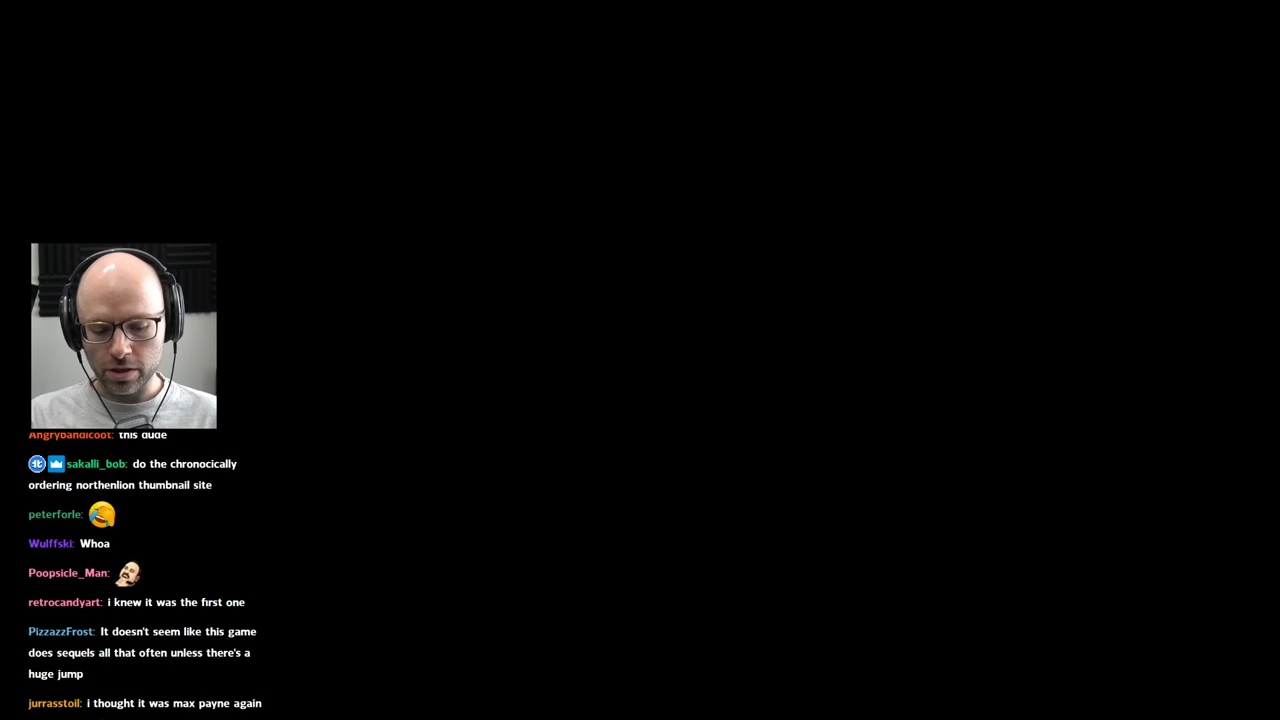 Angrybandicoot: this dude
sakalli_bob: do the chronocically
ordering northenlion thumbnail site
peterforle:
Wulffski: Whoa
Poopsicle_Man:
retrocandyart: i knew it was the first one
PizzazzFrost: It doesn't seem like this game
does sequels all that often unless there's a
huge jump
jurrasstoil: i thought it was max payne again